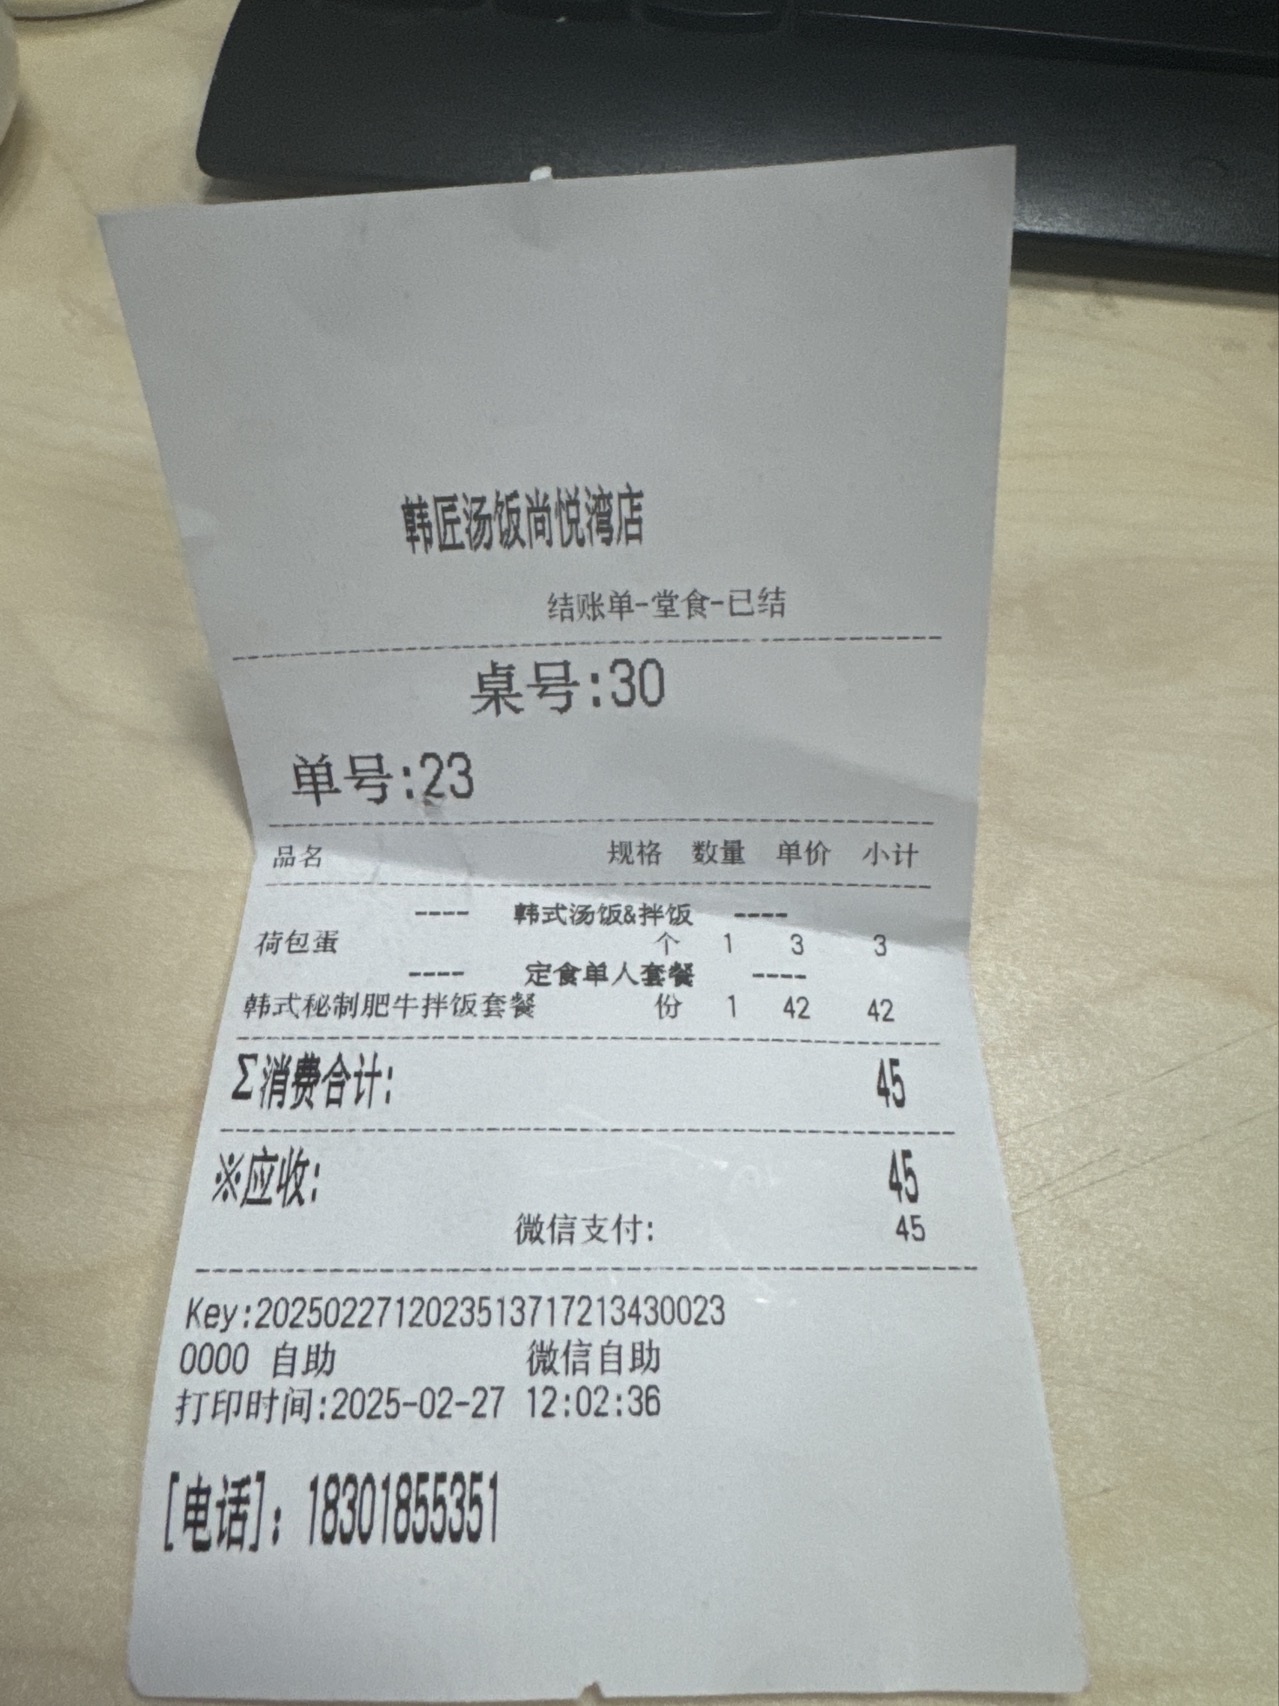 韩匠汤饭尚悦湾店
结账单-堂食-已结
桌号:30
单号:23
品名 规格 数量 单价 小计
---- 韩式汤饭&拌饭 ----
荷包蛋 个 1 3 3
---- 定食单人套餐 ----
韩式秘制肥牛拌饭套餐 份 1 42 42
Σ消费合计: 45
※应收: 45
微信支付: 45
Key:20250227120235137172134300​23
0000 自助 微信自助
打印时间:2025-02-27 12:02:36
[电话]: 18301855351